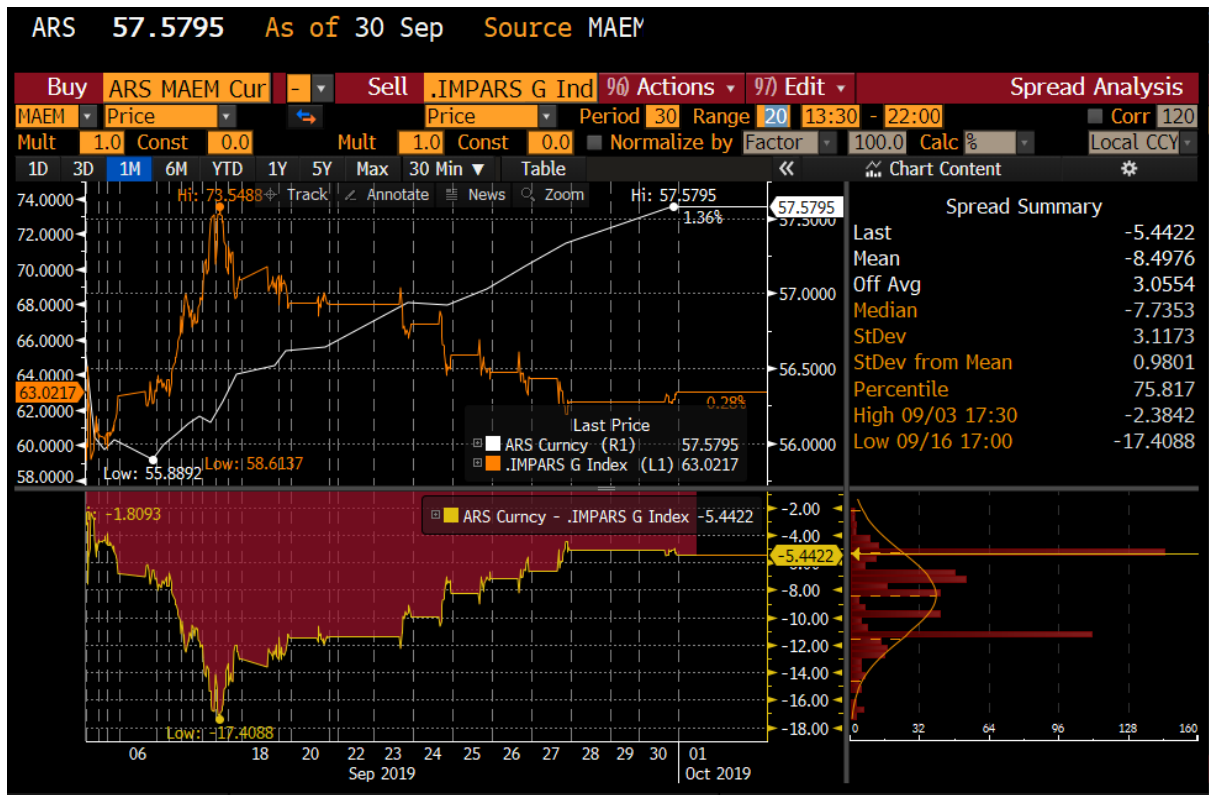 ARS 57.5795 As of 30 Sep Source MAEM
Buy ARS MAEM Cur - Sell .IMPARS G Ind 96) Actions 97) Edit Spread Analysis
MAEM Price Price Period 30 Range 20 13:30 - 22:00 Corr 120
Mult 1.0 Const 0.0 Mult 1.0 Const 0.0 Normalize by Factor 100.0 Calc % Local CCY
1D 3D 1M 6M YTD 1Y 5Y Max 30 Min ▼ Table « Chart Content
Hi: 73.5488 Track Annotate News Zoom Hi: 57.5795
74.0000
72.0000
70.0000
68.0000
66.0000
64.0000
63.0217
62.0000
60.0000
58.0000
57.5795
57.5000
1.36%
57.0000
56.5000
56.0000
0.28%
Low: 55.8892
Low: 58.6137
Last Price
ARS Curncy (R1) 57.5795
.IMPARS G Index (L1) 63.0217
Spread Summary
Last -5.4422
Mean -8.4976
Off Avg 3.0554
Median -7.7353
StDev 3.1173
StDev from Mean 0.9801
Percentile 75.817
High 09/03 17:30 -2.3842
Low 09/16 17:00 -17.4088
-1.8093
ARS Curncy - .IMPARS G Index -5.4422
-2.00
-4.00
-5.4422
-8.00
-10.00
-12.00
-14.00
-16.00
-18.00
Low: -17.4088
0 32 64 96 128 160
06 18 20 22 23 24 25 26 27 28 29 30 01
Sep 2019 Oct 2019